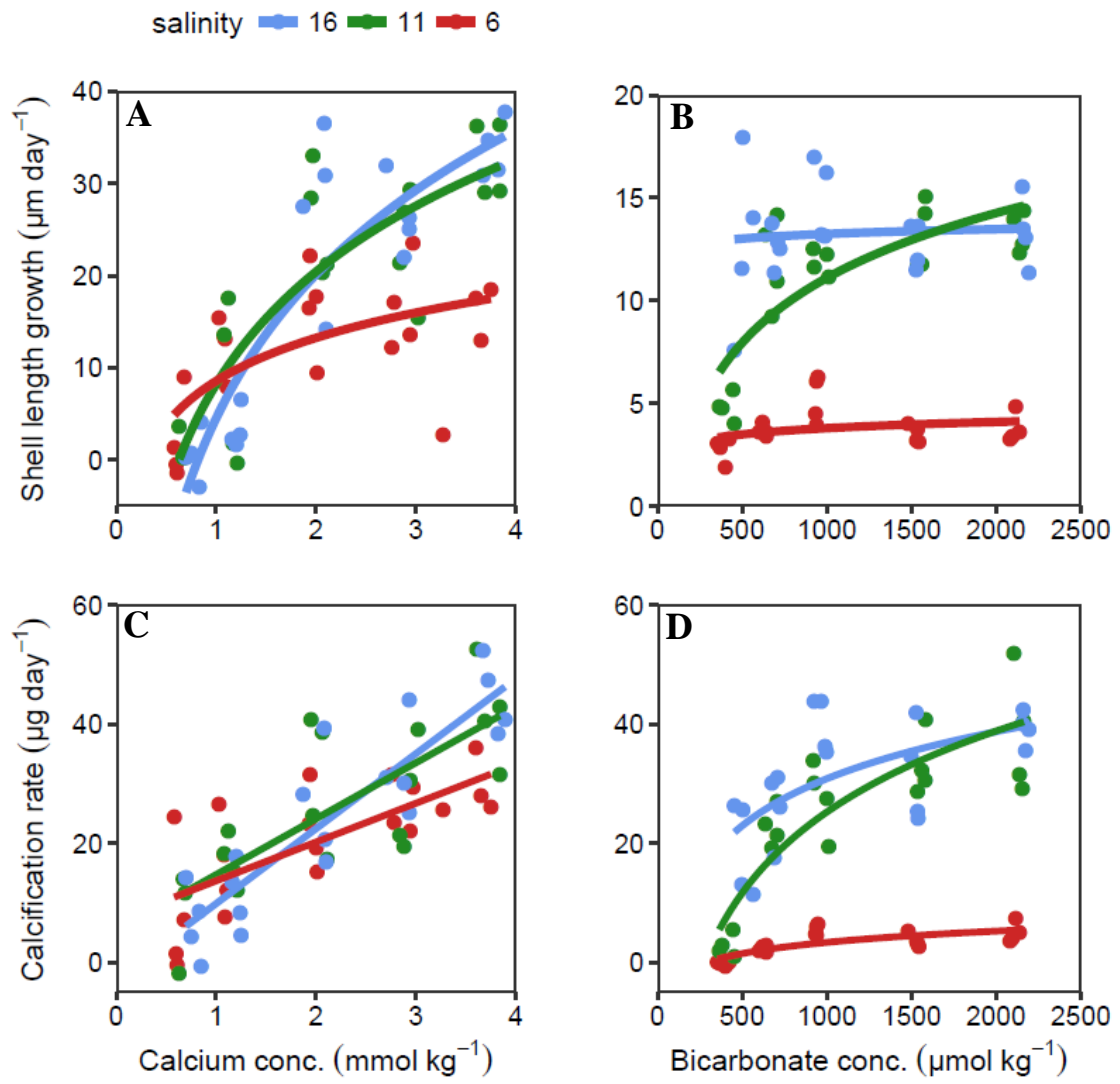 salinity 16 11 6
A
Shell length growth (µm day⁻¹)
40
30
20
10
0
0 1 2 3 4
B
20
15
10
5
0
0 500 1000 1500 2000 2500
C
Calcification rate (µg day⁻¹)
60
40
20
0
0 1 2 3 4
Calcium conc. (mmol kg⁻¹)
D
60
40
20
0
0 500 1000 1500 2000 2500
Bicarbonate conc. (µmol kg⁻¹)